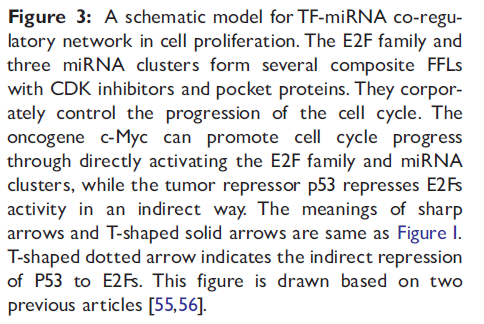 Figure 3: A schematic model for TF-miRNA co-regu-
latory network in cell proliferation. The E2F family and
three miRNA clusters form several composite FFLs
with CDK inhibitors and pocket proteins. They corpor-
ately control the progression of the cell cycle. The
oncogene c-Myc can promote cell cycle progress
through directly activating the E2F family and miRNA
clusters, while the tumor repressor p53 represses E2Fs
activity in an indirect way. The meanings of sharp
arrows and T-shaped solid arrows are same as Figure 1.
T-shaped dotted arrow indicates the indirect repression
of P53 to E2Fs. This figure is drawn based on two
previous articles [55,56].